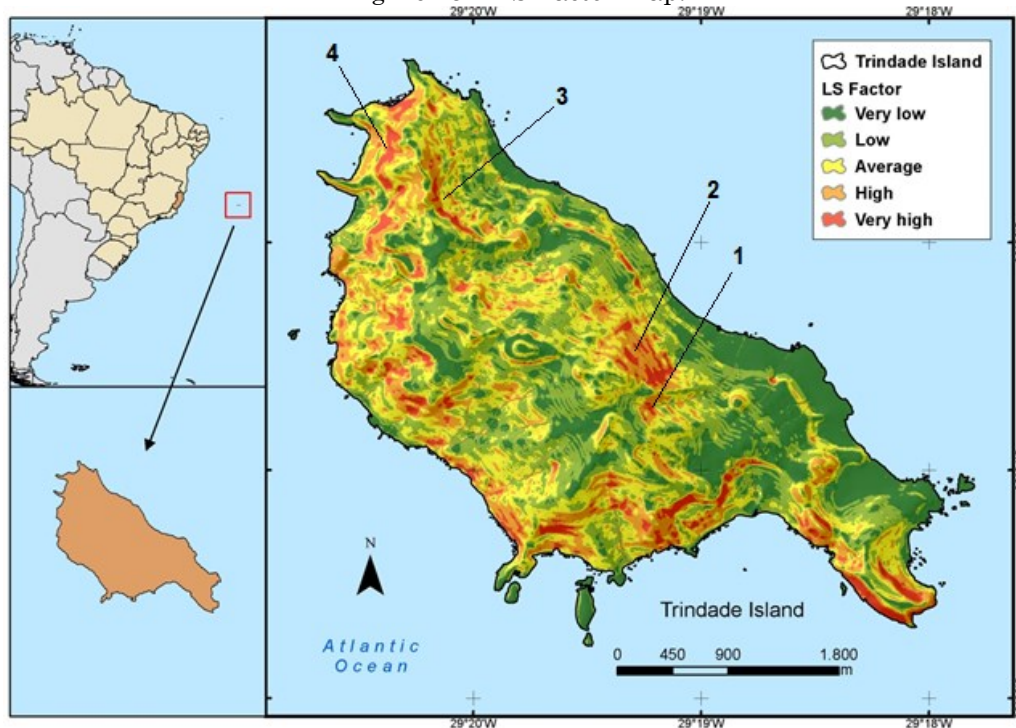 29°20'W 29°19'W 29°18'W
4
3
2
1
Trindade Island
LS Factor
Very low
Low
Average
High
Very high
N
Trindade Island
Atlantic
Ocean
0 450 900 1.800
m
29°20'W 29°19'W 29°18'W